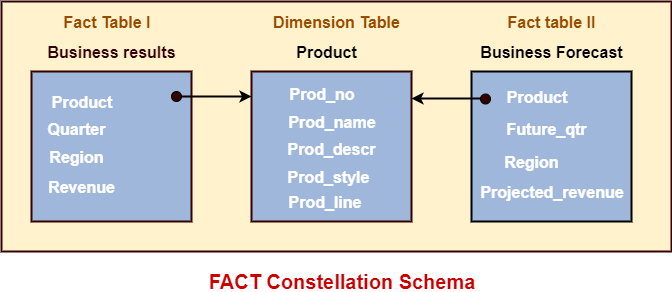 Fact Table I
Dimension Table
Fact table II
Business results
Product
Business Forecast
Product
Quarter
Region
Revenue
Prod_no
Prod_name
Prod_descr
Prod_style
Prod_line
Product
Future_qtr
Region
Projected_revenue
FACT Constellation Schema